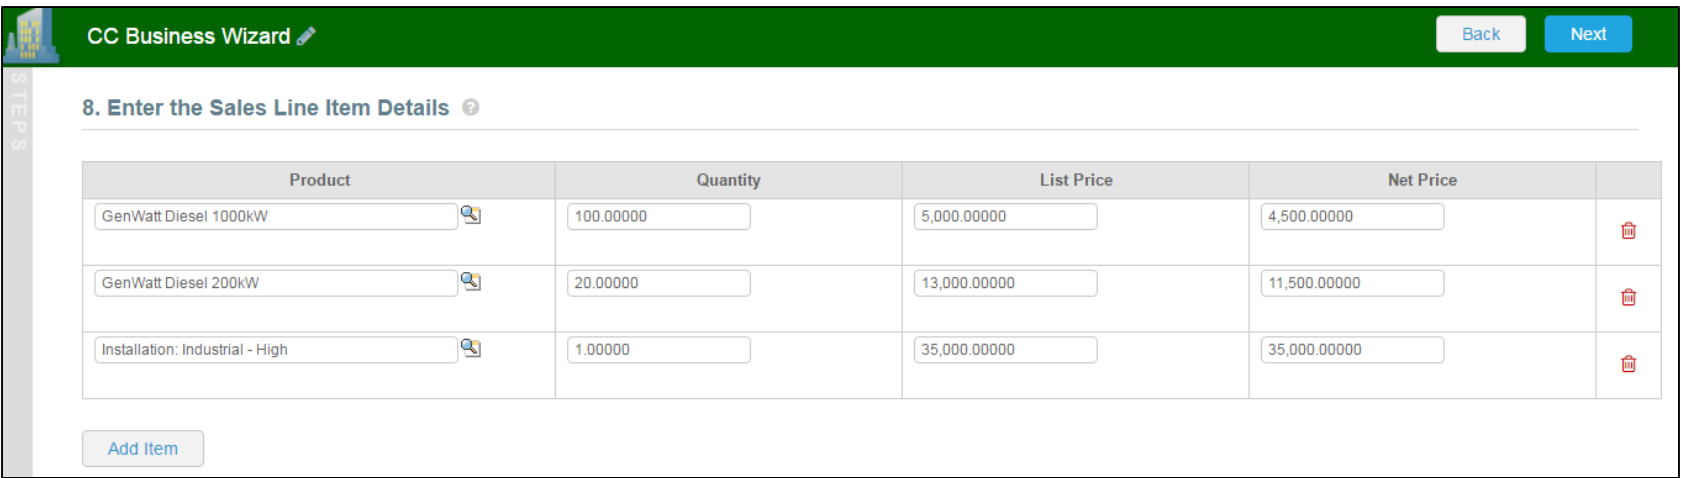 CC Business Wizard
Back
Next
STEPS
8. Enter the Sales Line Item Details ?
Product Quantity List Price Net Price
GenWatt Diesel 1000kW 100.00000 5,000.00000 4,500.00000
GenWatt Diesel 200kW 20.00000 13,000.00000 11,500.00000
Installation: Industrial - High 1.00000 35,000.00000 35,000.00000
Add Item